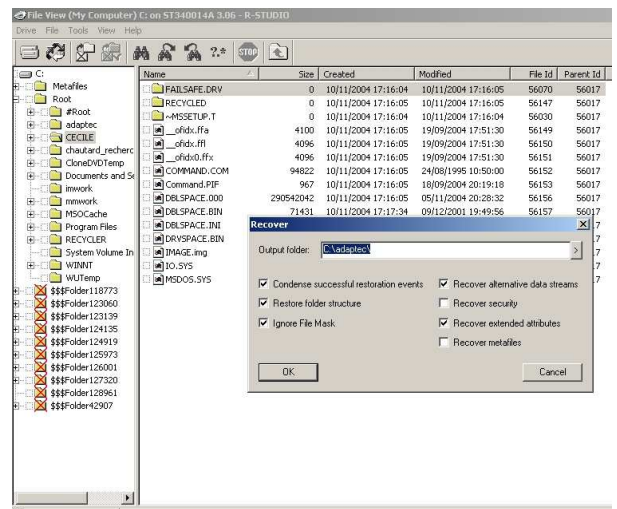 File View (My Computer) C: on ST340014A 3.06 - R-STUDIO
Drive File Tools View Help
?.* STOP
C:
Metafiles
Root
#Root
adaptec
CECILE
chautard_recherc
CloneDVDTemp
Documents and Se
imwork
mmwork
MSOCache
Program Files
RECYCLER
System Volume In
WINNT
WUTemp
$$$Folder118773
$$$Folder123060
$$$Folder123139
$$$Folder124135
$$$Folder124919
$$$Folder125973
$$$Folder126001
$$$Folder127320
$$$Folder128961
$$$Folder42907
Name Size Created Modified File Id Parent Id
FAILSAFE.DRV 0 10/11/2004 17:16:04 10/11/2004 17:16:05 56070 56017
RECYCLED 0 10/11/2004 17:16:05 10/11/2004 17:16:05 56147 56017
~MSSETUP.T 0 10/11/2004 17:16:04 10/11/2004 17:16:04 56030 56017
__ofidx.ffa 4100 10/11/2004 17:16:05 19/09/2004 17:51:30 56149 56017
__ofidx.ffl 4096 10/11/2004 17:16:05 19/09/2004 17:51:30 56150 56017
__ofidx0.ffx 4096 10/11/2004 17:16:05 19/09/2004 17:51:30 56151 56017
COMMAND.COM 94822 10/11/2004 17:16:05 24/08/1995 10:50:00 56152 56017
Command.PIF 967 10/11/2004 17:16:05 18/09/2004 20:19:18 56153 56017
DBLSPACE.000 290542042 10/11/2004 17:16:05 05/11/2004 20:28:32 56156 56017
DBLSPACE.BIN 71431 10/11/2004 17:17:34 09/12/2001 19:49:56 56157 56017
DBLSPACE.INI 7
DRVSPACE.BIN 7
IMAGE.img 7
IO.SYS 7
MSDOS.SYS
Recover
Output folder: C:\adaptec\ >
Condense successful restoration events Recover alternative data streams
Restore folder structure Recover security
Ignore File Mask Recover extended attributes
Recover metafiles
OK Cancel